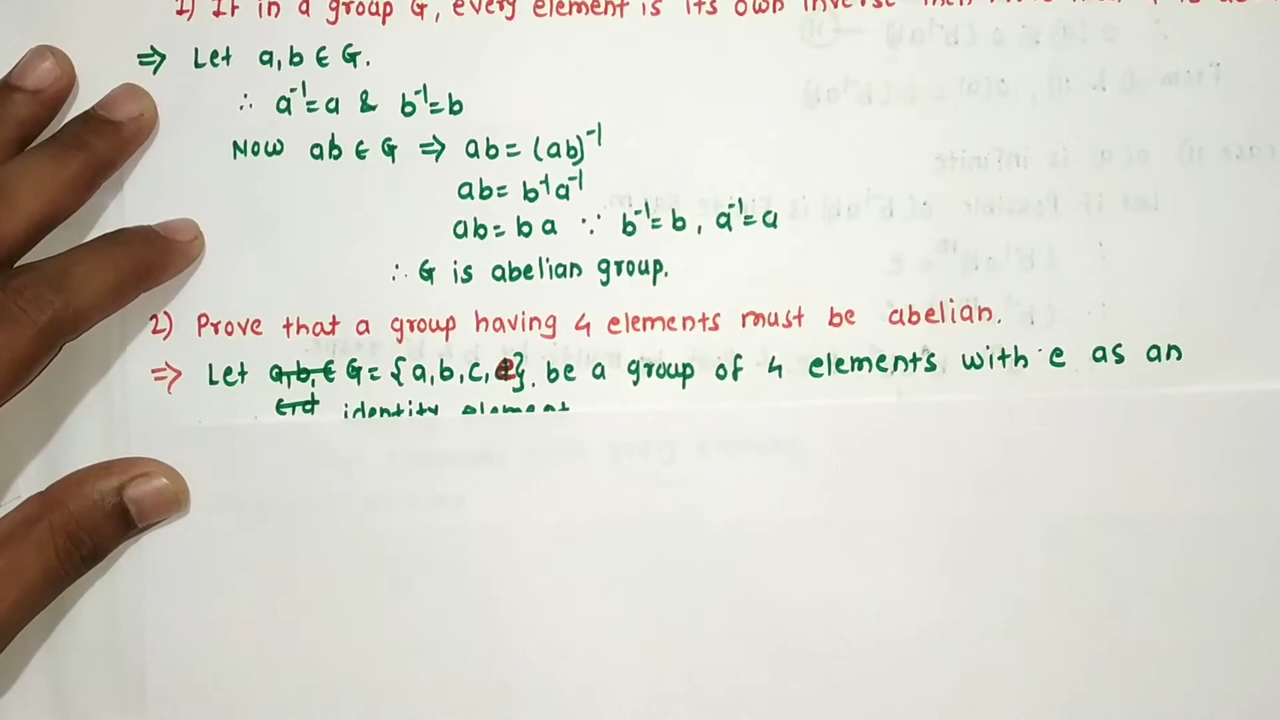 1) If in a group G, every element is its own inverse then
⇒ Let a,b ∈ G.
∴ a⁻¹=a & b⁻¹=b
Now ab ∈ G ⇒ ab = (ab)⁻¹
ab = b⁻¹a⁻¹
ab = ba ∵ b⁻¹=b, a⁻¹=a
∴ G is abelian group.
2) Prove that a group having 4 elements must be abelian.
⇒ Let a,b,∈ G = {a,b,c,e}. be a group of 4 elements with e as an
identity element